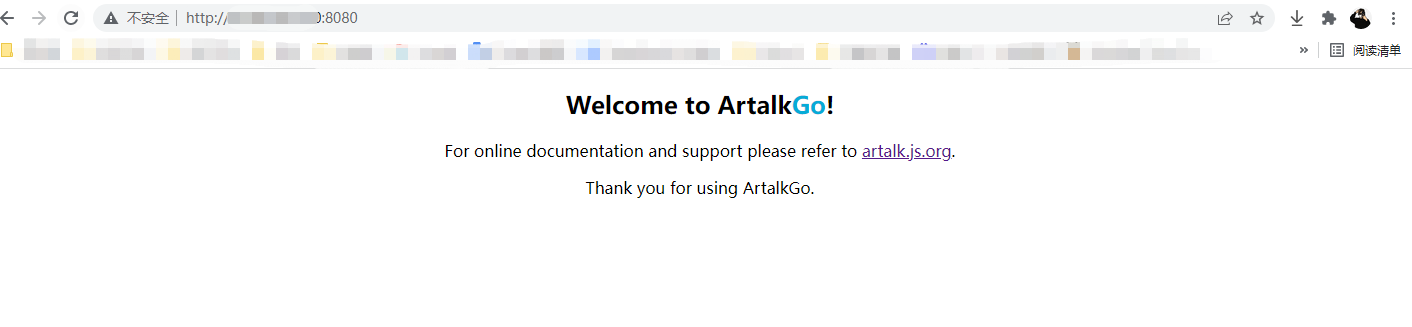 不安全 http:// 0:8080
阅读清单
Welcome to ArtalkGo!
For online documentation and support please refer to artalk.js.org.
Thank you for using ArtalkGo.